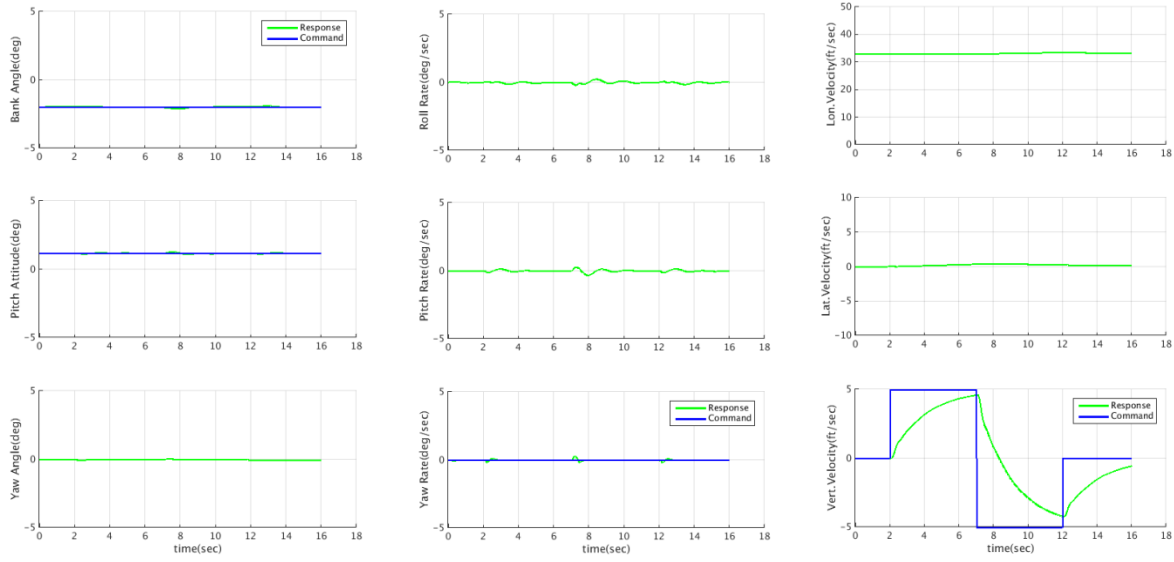 5
0
−5
Bank Angle(deg)
Response
Command
0 2 4 6 8 10 12 14 16 18
5
0
−5
Roll Rate(deg/sec)
0 2 4 6 8 10 12 14 16 18
50
40
30
20
10
0
Lon.Velocity(ft/sec)
0 2 4 6 8 10 12 14 16 18
5
0
−5
Pitch Attitude(deg)
0 2 4 6 8 10 12 14 16 18
5
0
−5
Pitch Rate(deg/sec)
0 2 4 6 8 10 12 14 16 18
10
5
0
−5
−10
Lat.Velocity(ft/sec)
0 2 4 6 8 10 12 14 16 18
5
0
−5
Yaw Angle(deg)
0 2 4 6 8 10 12 14 16 18
time(sec)
5
0
−5
Yaw Rate(deg/sec)
Response
Command
0 2 4 6 8 10 12 14 16 18
time(sec)
5
0
−5
Vert.Velocity(ft/sec)
Response
Command
0 2 4 6 8 10 12 14 16 18
time(sec)